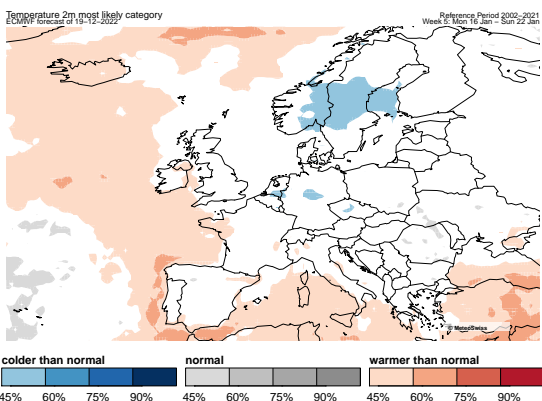 Temperature 2m most likely category
ECMWF forecast of 19-12-2022
Reference Period 2002-2021
Week 5: Mon 16 Jan - Sun 22 Jan
© MeteoSwiss
colder than normal
normal
warmer than normal
45% 60% 75% 90%
45% 60% 75% 90%
45% 60% 75% 90%